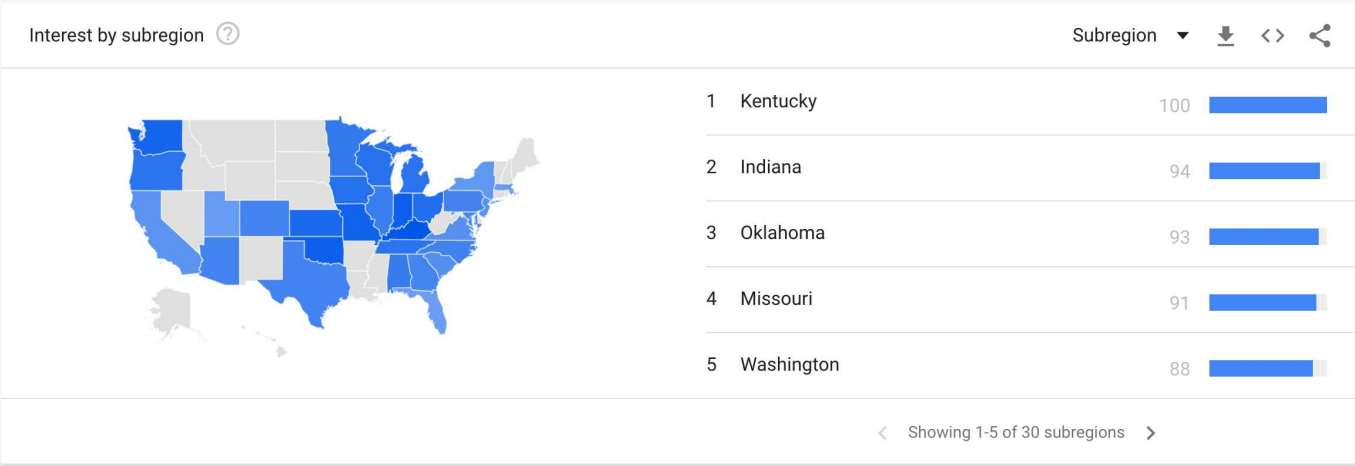 Interest by subregion ?
Subregion
1 Kentucky 100
2 Indiana 94
3 Oklahoma 93
4 Missouri 91
5 Washington 88
Showing 1-5 of 30 subregions